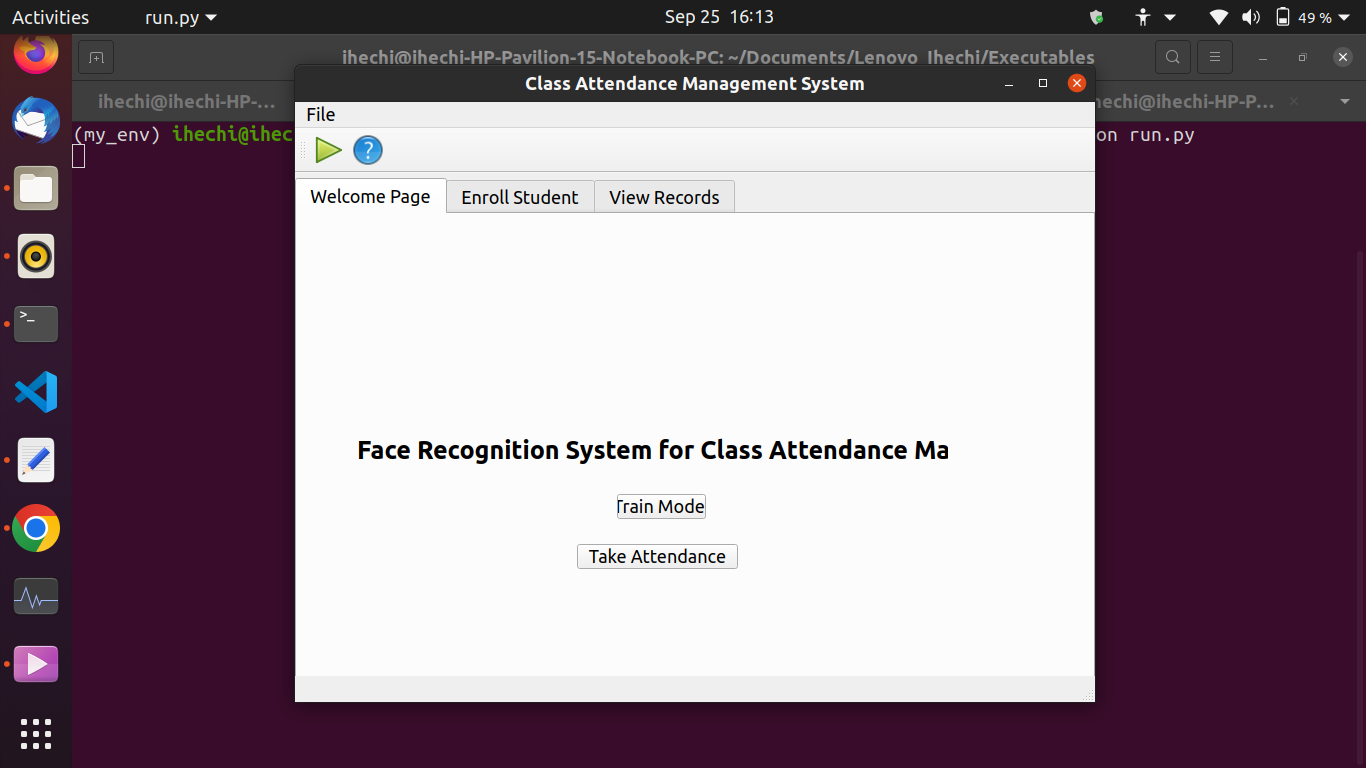 Activities run.py Sep 25 16:13 49 %
ihechi@ihechi-HP-Pavilion-15-Notebook-PC: ~/Documents/Lenovo_Ihechi/Executables
Class Attendance Management System
ihechi@ihechi-HP-... hechi@ihechi-HP-P...
File
(my_env) ihechi@ihec on run.py
?
Welcome Page Enroll Student View Records
Face Recognition System for Class Attendance Ma
Train Mode
Take Attendance